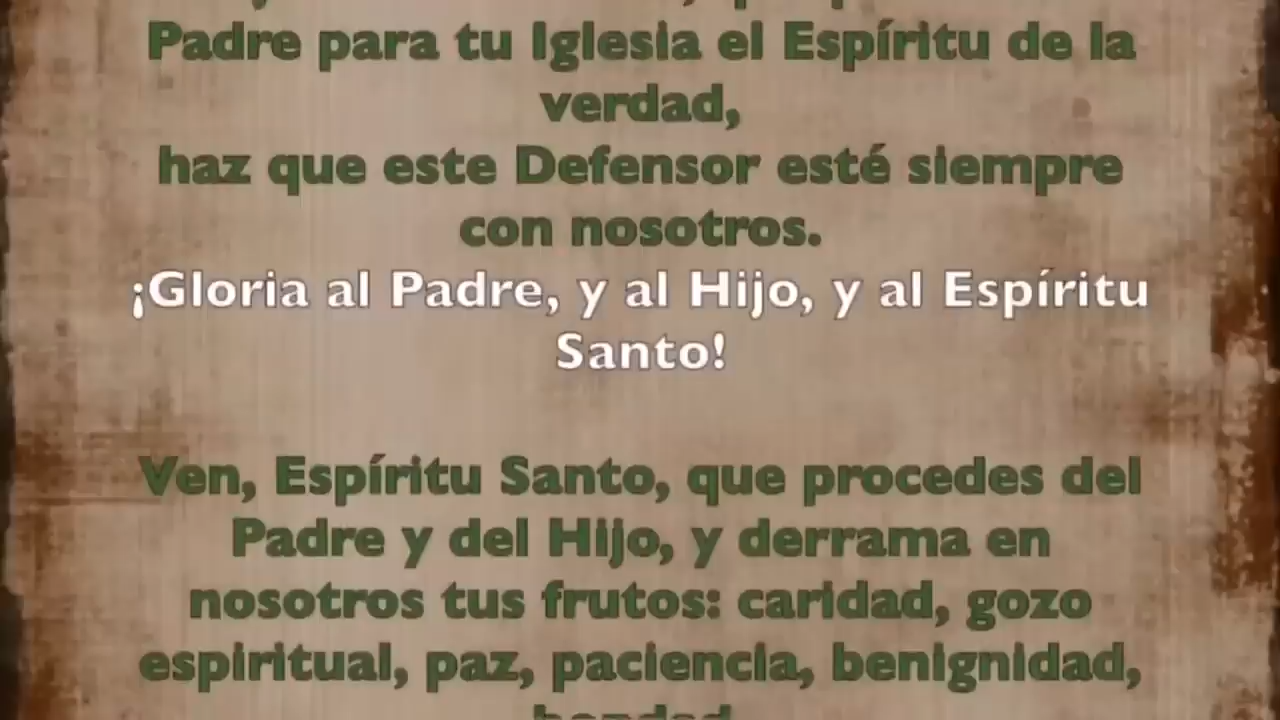 Padre para tu Iglesia el Espíritu de la
verdad,
haz que este Defensor esté siempre
con nosotros.
¡Gloria al Padre, y al Hijo, y al Espíritu
Santo!
Ven, Espíritu Santo, que procedes del
Padre y del Hijo, y derrama en
nosotros tus frutos: caridad, gozo
espiritual, paz, paciencia, benignidad,